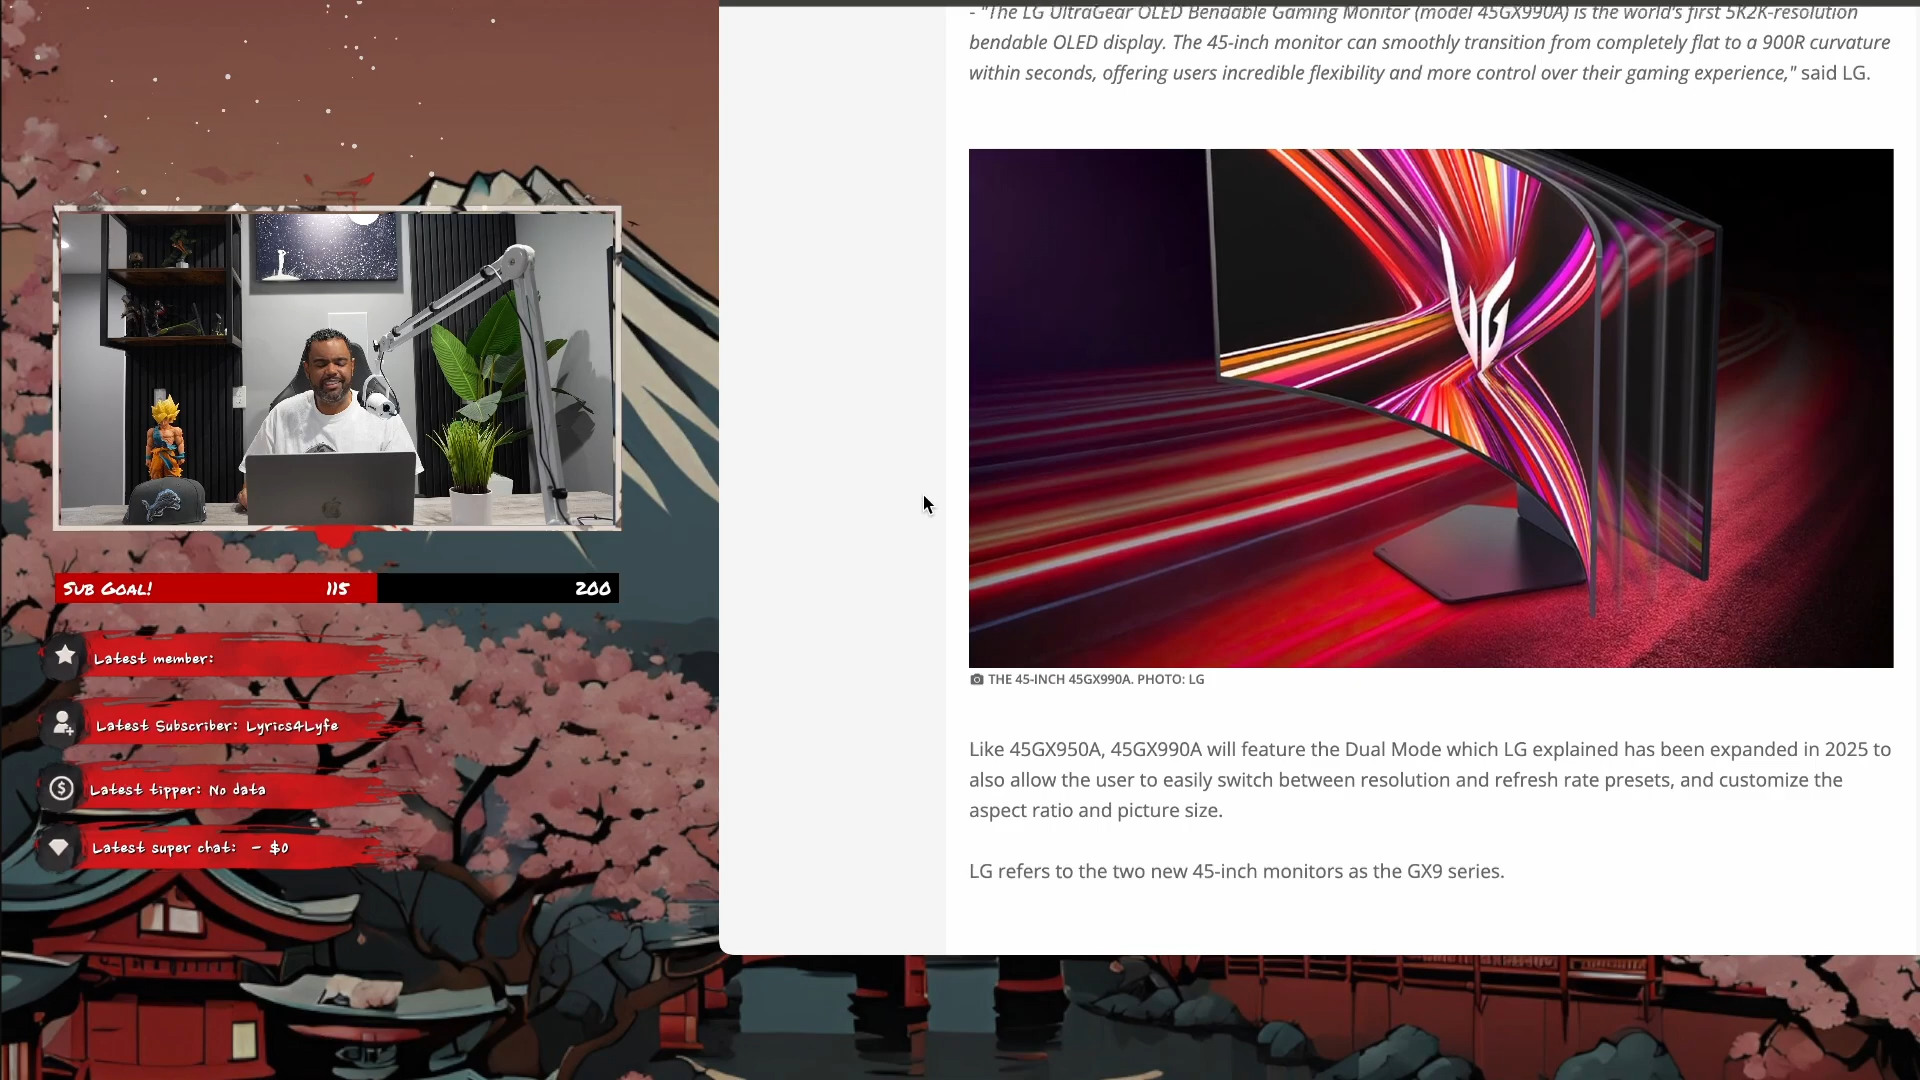 - "The LG UltraGear OLED Bendable Gaming Monitor (model 45GX990A) is the world's first 5K2K-resolution
bendable OLED display. The 45-inch monitor can smoothly transition from completely flat to a 900R curvature
within seconds, offering users incredible flexibility and more control over their gaming experience," said LG.
THE 45-INCH 45GX990A. PHOTO: LG
Like 45GX950A, 45GX990A will feature the Dual Mode which LG explained has been expanded in 2025 to
also allow the user to easily switch between resolution and refresh rate presets, and customize the
aspect ratio and picture size.
LG refers to the two new 45-inch monitors as the GX9 series.
Sub Goal! 115 200
Latest member:
Latest Subscriber: Lyrics4Lyfe
Latest tipper: No data
Latest super chat: - $0